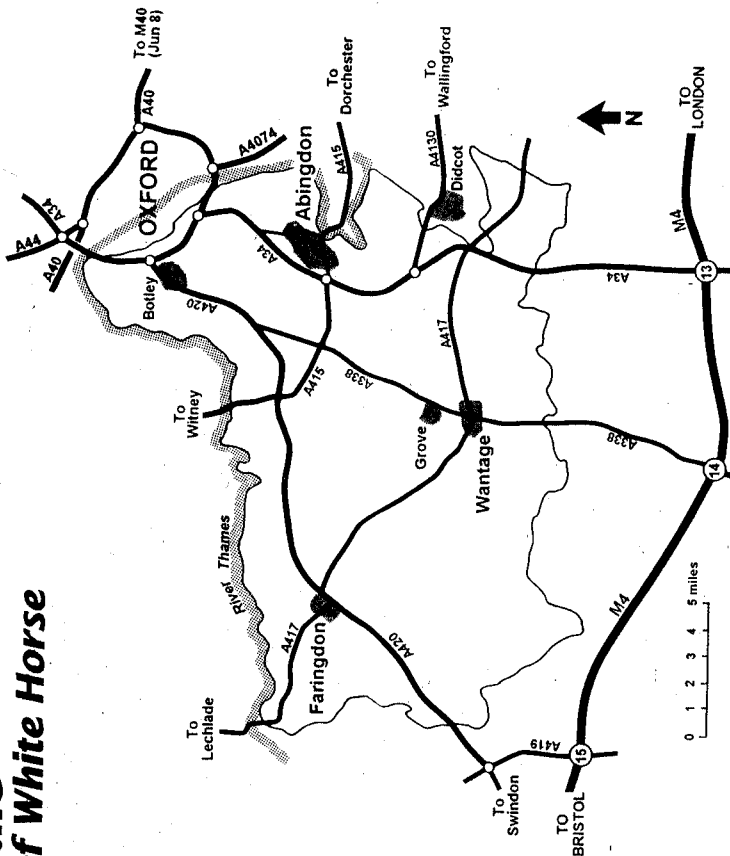 f White Horse
To M40
(Jun 8)
A40
A34
A44
A40
OXFORD
A4074
To
Dorchester
A415
Abingdon
A34
Botley
A420
To
Wallingford
A4130
Didcot
N
To
Witney
A415
A338
A417
Grove
Wantage
A34
TO
LONDON
M4
13
River Thames
A338
14
To
Lechlade
A417
Faringdon
A420
M4
0 1 2 3 4 5 miles
To
Swindon
A419
15
TO
BRISTOL